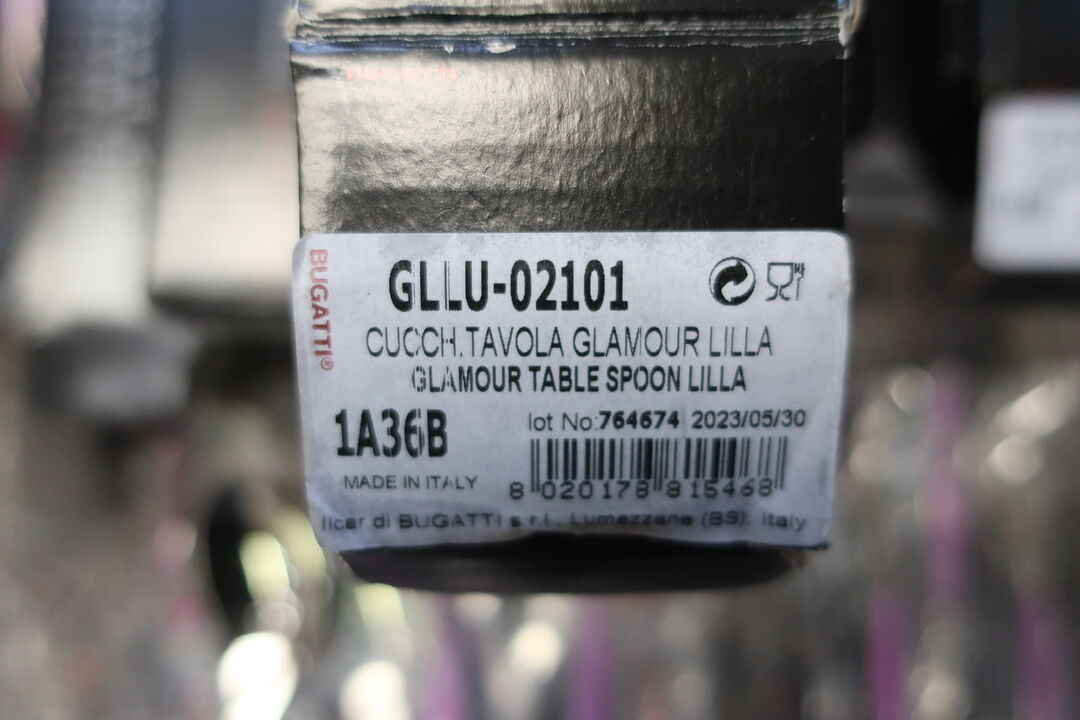 BUGATTI®
GLLU-02101
CUCCH.TAVOLA GLAMOUR LILLA
GLAMOUR TABLE SPOON LILLA
1A36B
lot No:764674 2023/05/30
MADE IN ITALY
8 020178 815468
Ilcar di BUGATTI s.r.l., Lumezzane (BS), Italy